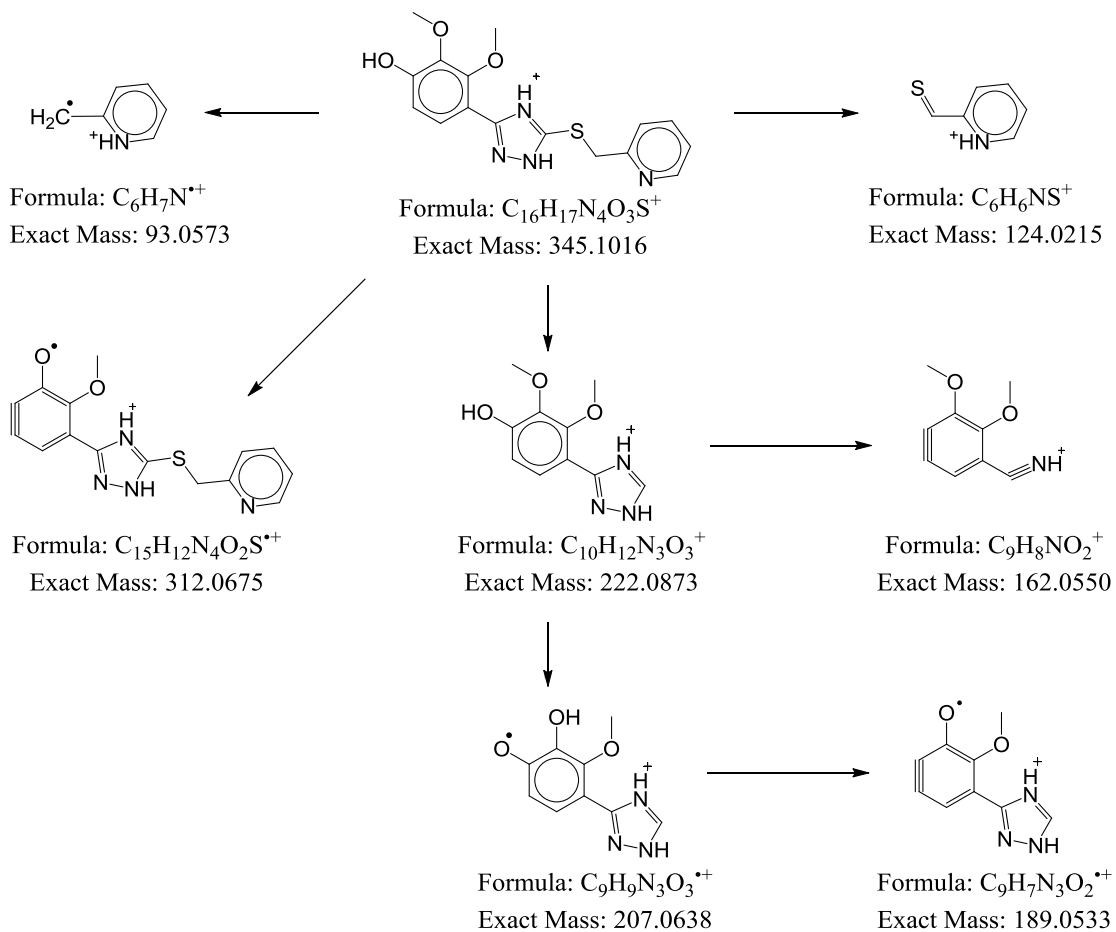 O
HO
O
H
+
N
S
N
NH
N
H₂C•
+HN
S
+HN
Formula: C₆H₇N•+
Exact Mass: 93.0573
Formula: C₁₆H₁₇N₄O₃S+
Exact Mass: 345.1016
Formula: C₆H₆NS+
Exact Mass: 124.0215
O•
O
H
+
N
S
N
NH
N
O
HO
O
H
+
N
N
NH
O
O
NH+
Formula: C₁₅H₁₂N₄O₂S•+
Exact Mass: 312.0675
Formula: C₁₀H₁₂N₃O₃+
Exact Mass: 222.0873
Formula: C₉H₈NO₂+
Exact Mass: 162.0550
OH
O•
O
H
+
N
N
NH
O•
O
H
+
N
N
NH
Formula: C₉H₉N₃O₃•+
Exact Mass: 207.0638
Formula: C₉H₇N₃O₂•+
Exact Mass: 189.0533